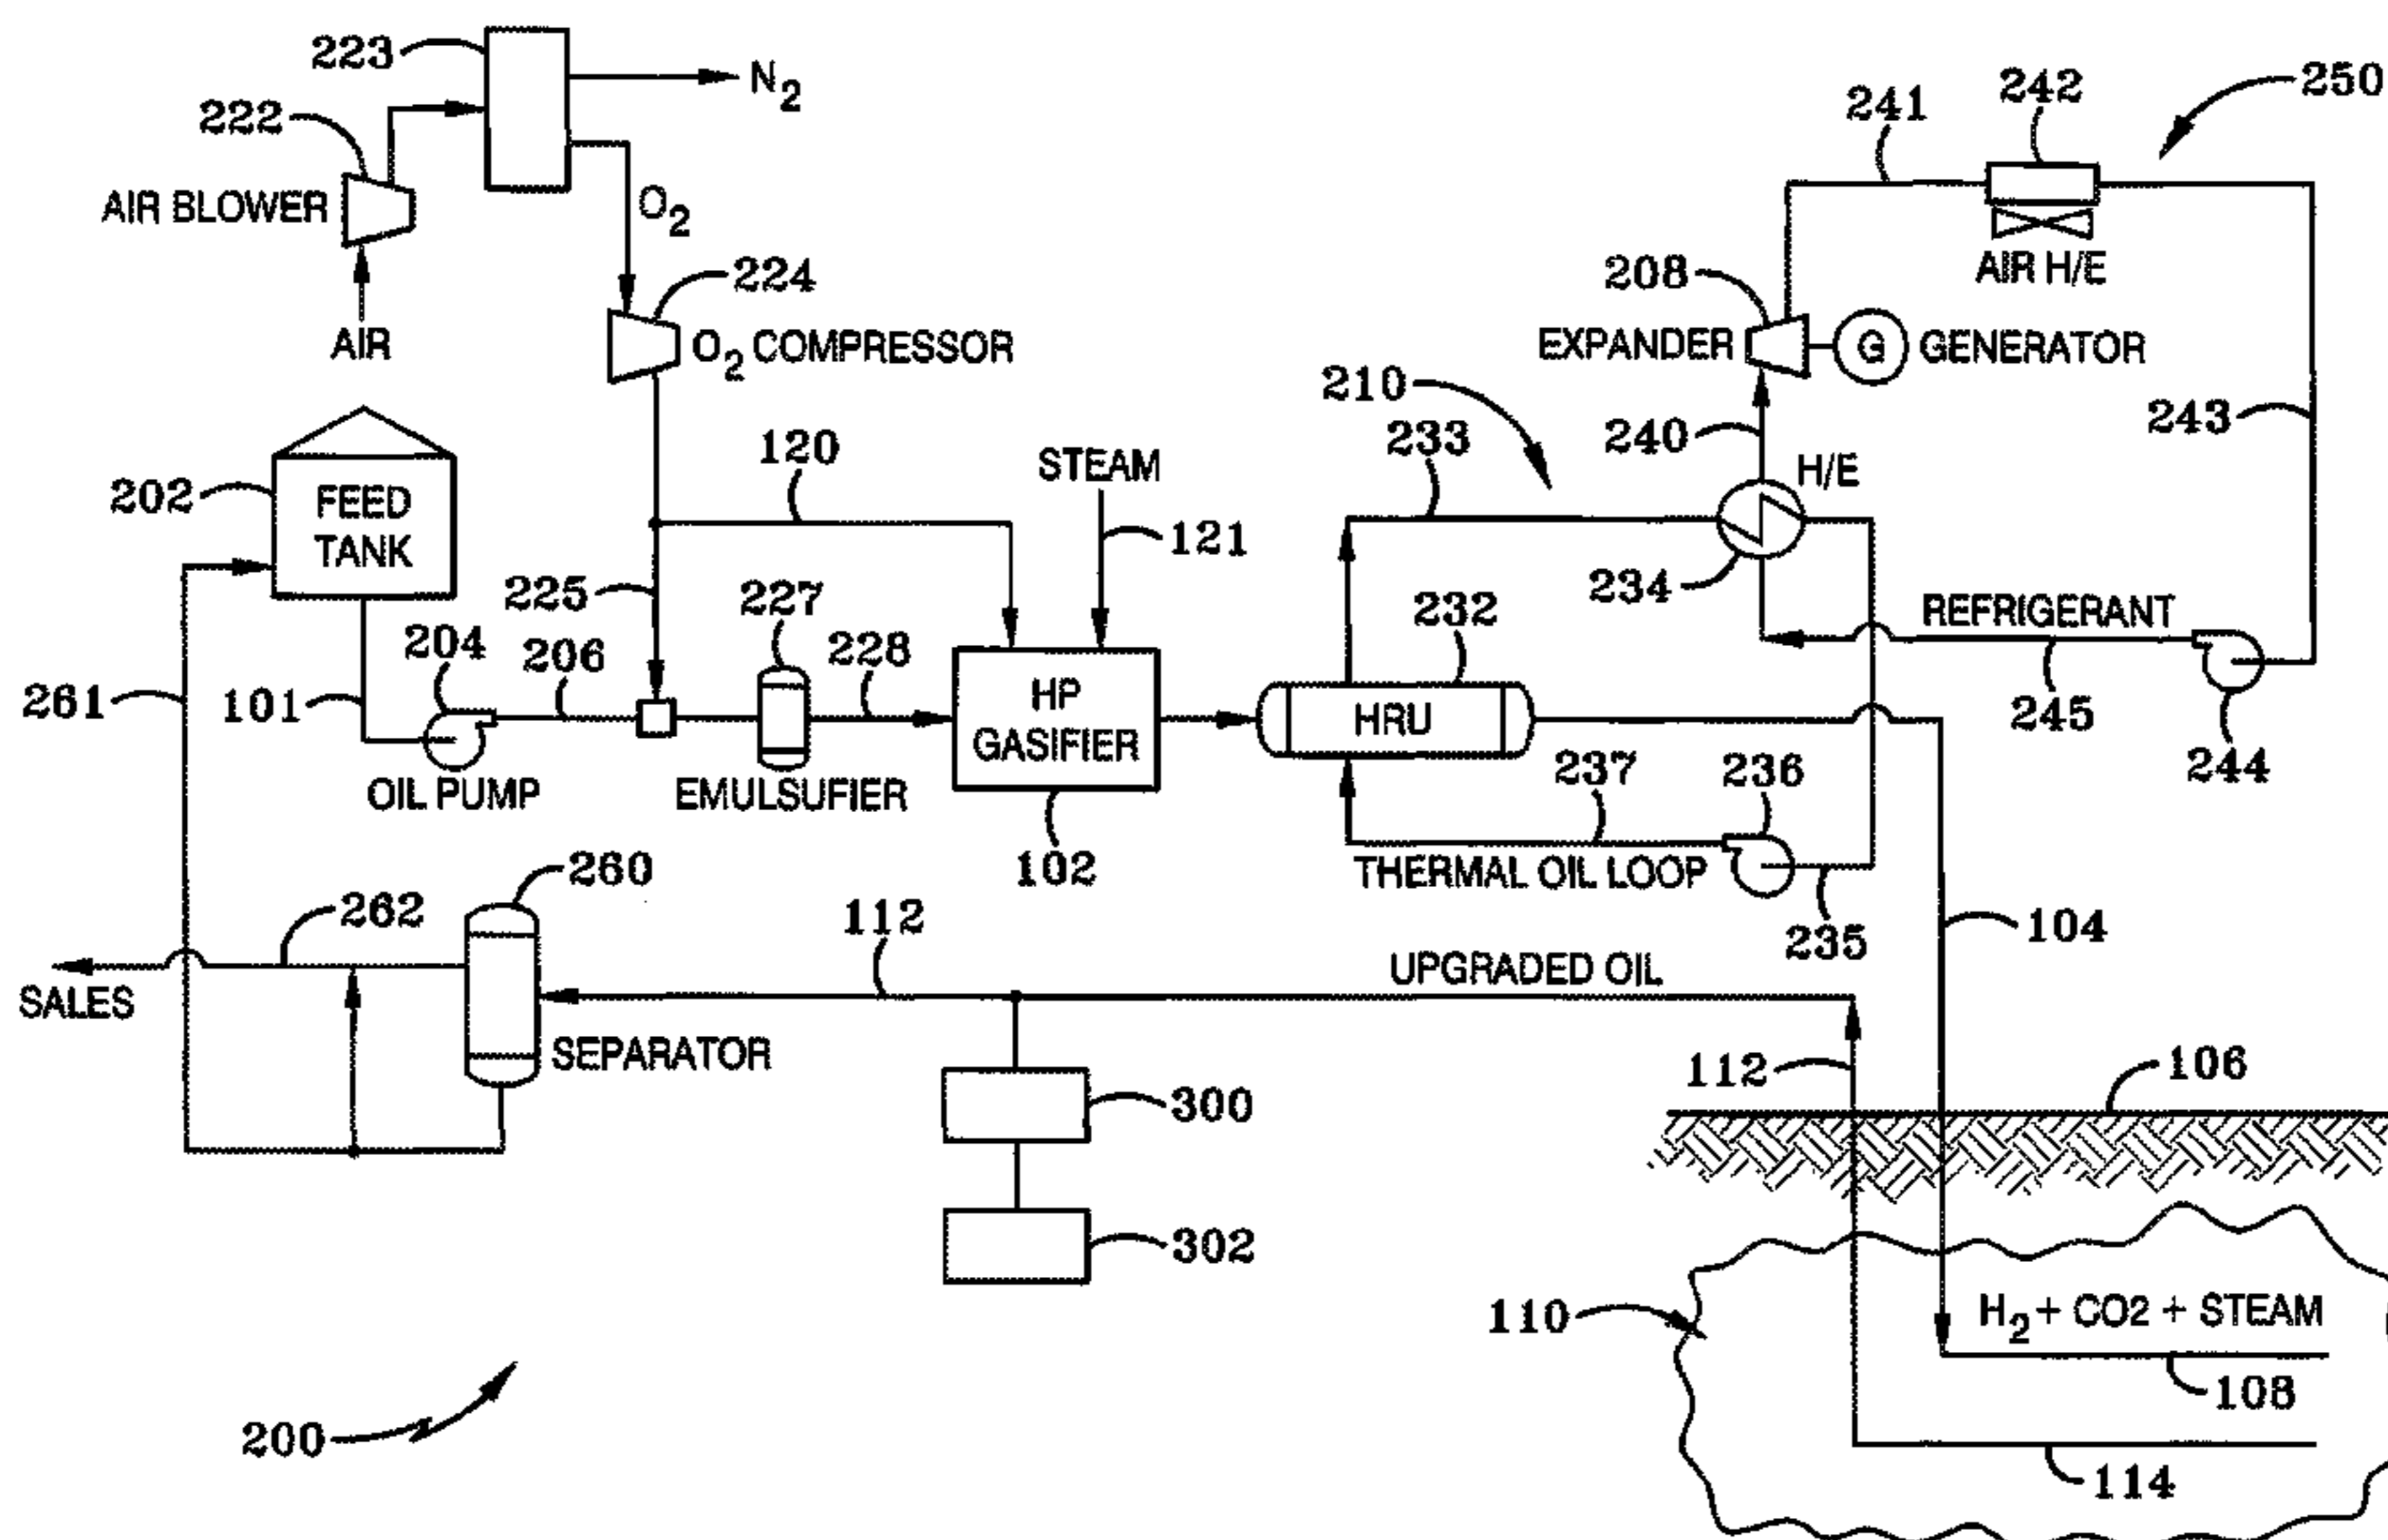 223
N2
222
AIR BLOWER
O2
AIR
224
O2 COMPRESSOR
241
242
250
AIR H/E
208
EXPANDER
G
GENERATOR
210
233
240
243
H/E
202
FEED
TANK
120
STEAM
121
225
227
234
232
REFRIGERANT
204
206
228
261
101
HP
GASIFIER
HRU
245
244
OIL PUMP
EMULSUFIER
237
236
102
THERMAL OIL LOOP
235
104
260
262
112
UPGRADED OIL
SALES
SEPARATOR
112
106
300
302
110
H2 + CO2 + STEAM
108
200
114